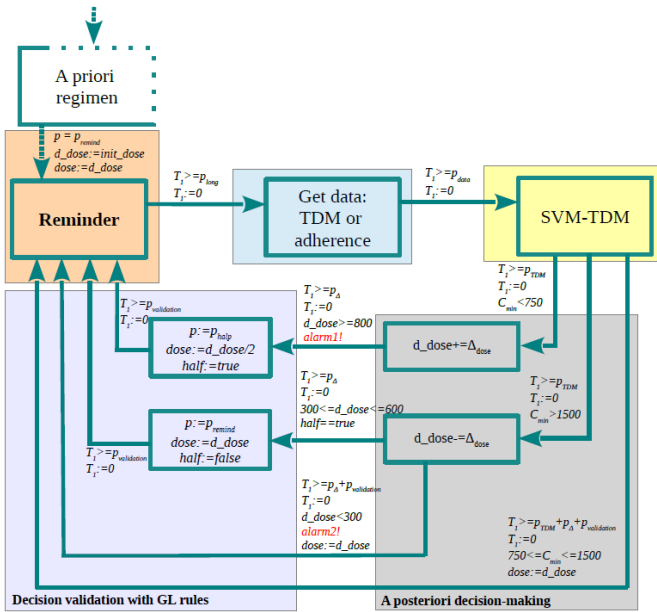 A priori
regimen
p = p_remind
d_dose:=init_dose
dose:=d_dose
Reminder
T_1>=p_long
T_1:=0
Get data:
TDM or
adherence
T_1>=p_data
T_1:=0
SVM-TDM
T_1>=p_TDM
T_1:=0
C_min<750
T_1>=p_validation
T_1:=0
p:=p_halp
dose:=d_dose/2
half:=true
T_1>=p_Δ
T_1:=0
d_dose>=800
alarm1!
d_dose+=Δ_dose
T_1>=p_TDM
T_1:=0
C_min>1500
T_1>=p_Δ
T_1:=0
300<=d_dose<=600
half==true
p:=p_remind
dose:=d_dose
half:=false
d_dose-=Δ_dose
T_1>=p_validation
T_1:=0
T_1>=p_Δ+p_validation
T_1:=0
d_dose<300
alarm2!
dose:=d_dose
T_1>=p_TDM+p_Δ+p_validation
T_1:=0
750<=C_min<=1500
dose:=d_dose
Decision validation with GL rules
A posteriori decision-making